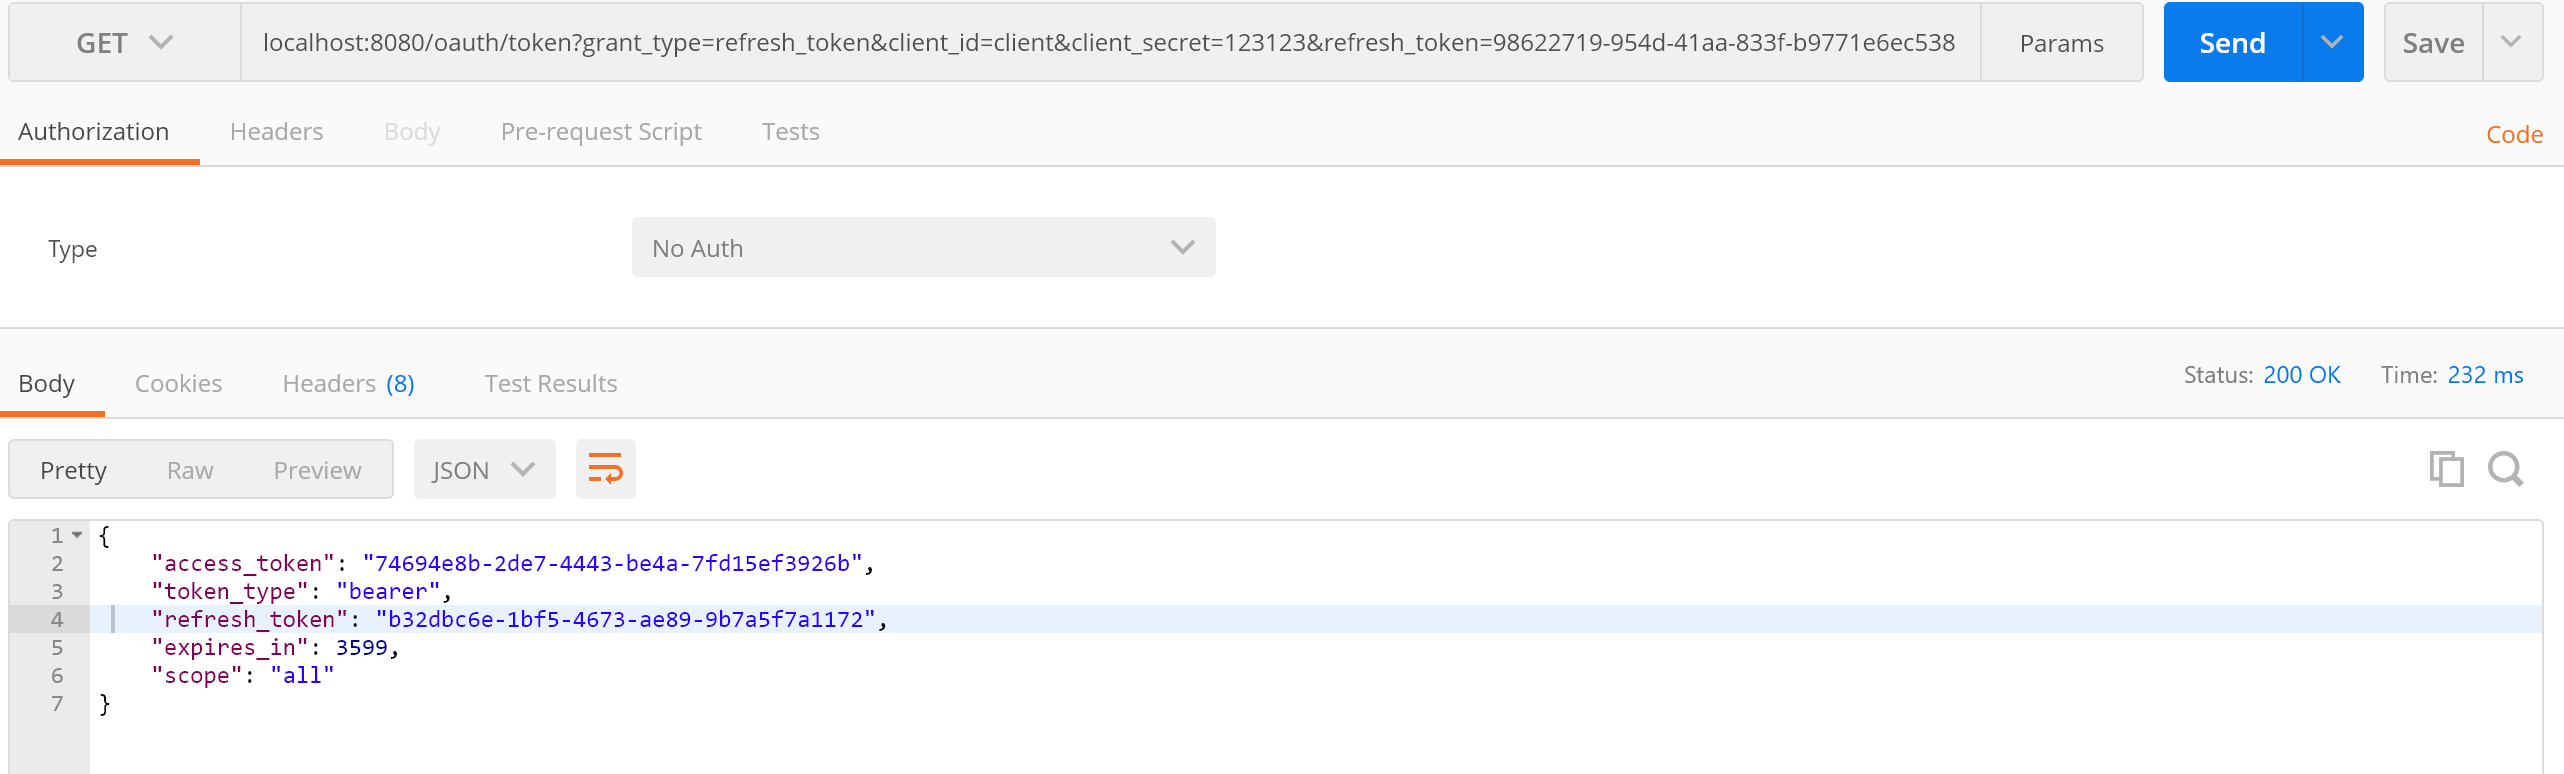 GET localhost:8080/oauth/token?grant_type=refresh_token&client_id=client&client_secret=123123&refresh_token=98622719-954d-41aa-833f-b9771e6ec538 Params Send Save
Authorization Headers Body Pre-request Script Tests Code
Type No Auth
Body Cookies Headers (8) Test Results Status: 200 OK Time: 232 ms
Pretty Raw Preview JSON
1 {
2 "access_token": "74694e8b-2de7-4443-be4a-7fd15ef3926b",
3 "token_type": "bearer",
4 "refresh_token": "b32dbc6e-1bf5-4673-ae89-9b7a5f7a1172",
5 "expires_in": 3599,
6 "scope": "all"
7 }